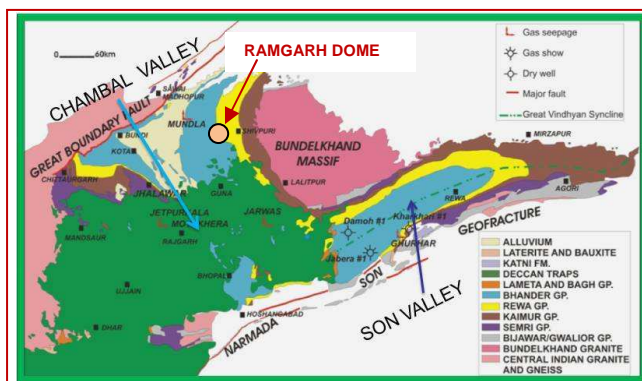 0 60km
CHAMBAL VALLEY
RAMGARH DOME
GREAT BOUNDARY FAULT
SAWAI
MADHOPUR
MUNDLA
BUNDI
KOTA
SHIVPURI
BUNDELKHAND
MASSIF
LALITPUR
CHITTAURGARH
JHALAWAR
GUNA
JETPURALA
MOTAKHERA
JARWAS
MANDSAUR
RAJGARH
BHOPAL
UJJAIN
DHAR
HOSHANGABAD
NARMADA
SON
GEOFRACTURE
Damoh #1
Jabera #1
Kharkhari #1
GHURHAR
REWA
AGORI
MIRZAPUR
SON VALLEY
Gas seepage
Gas show
Dry well
Major fault
Great Vindhyan Syncline
ALLUVIUM
LATERITE AND BAUXITE
KATNI FM.
DECCAN TRAPS
LAMETA AND BAGH GP.
BHANDER GP.
REWA GP.
KAIMUR GP.
SEMRI GP.
BIJAWAR/GWALIOR GP.
BUNDELKHAND GRANITE
CENTRAL INDIAN GRANITE
AND GNEISS